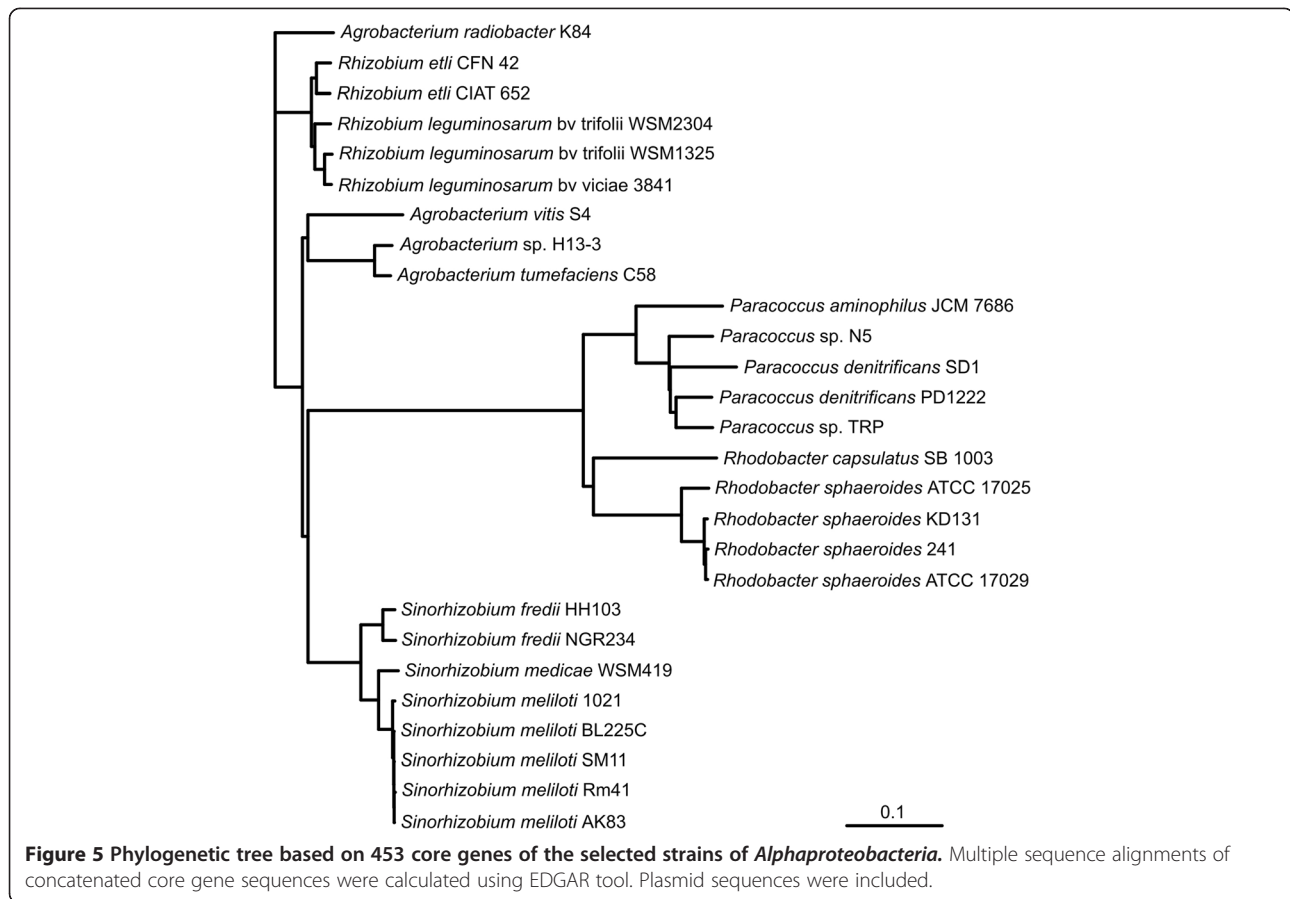 Agrobacterium radiobacter K84
Rhizobium etli CFN 42
Rhizobium etli CIAT 652
Rhizobium leguminosarum bv trifolii WSM2304
Rhizobium leguminosarum bv trifolii WSM1325
Rhizobium leguminosarum bv viciae 3841
Agrobacterium vitis S4
Agrobacterium sp. H13-3
Agrobacterium tumefaciens C58
Paracoccus aminophilus JCM 7686
Paracoccus sp. N5
Paracoccus denitrificans SD1
Paracoccus denitrificans PD1222
Paracoccus sp. TRP
Rhodobacter capsulatus SB 1003
Rhodobacter sphaeroides ATCC 17025
Rhodobacter sphaeroides KD131
Rhodobacter sphaeroides 241
Rhodobacter sphaeroides ATCC 17029
Sinorhizobium fredii HH103
Sinorhizobium fredii NGR234
Sinorhizobium medicae WSM419
Sinorhizobium meliloti 1021
Sinorhizobium meliloti BL225C
Sinorhizobium meliloti SM11
Sinorhizobium meliloti Rm41
Sinorhizobium meliloti AK83
0.1
Figure 5 Phylogenetic tree based on 453 core genes of the selected strains of Alphaproteobacteria. Multiple sequence alignments of
concatenated core gene sequences were calculated using EDGAR tool. Plasmid sequences were included.